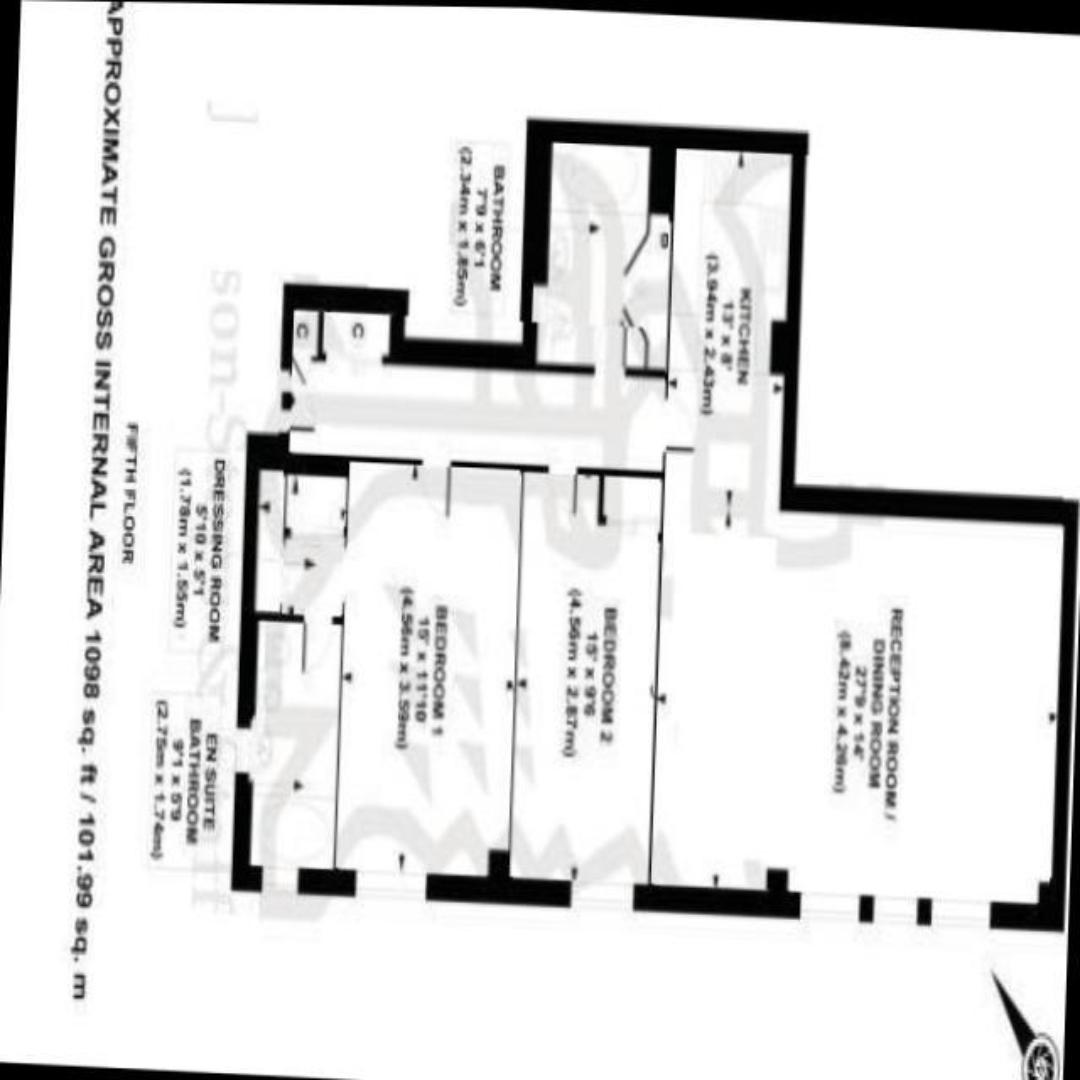 RECEPTION ROOM /
DINING ROOM
27'9 x 14'
(8.42m x 4.26m)
KITCHEN
13' x 8'
(3.94m x 2.43m)
BEDROOM 2
15' x 9'6
(4.56m x 2.87m)
BATHROOM
7'9 x 6'1
(2.34m x 1.85m)
BEDROOM 1
15' x 11'10
(4.56m x 3.59m)
C
C
DRESSING ROOM
5'10 x 5'1
(1.78m x 1.55m)
EN SUITE
BATHROOM
9'1 x 5'9
(2.75m x 1.74m)
FIFTH FLOOR
APPROXIMATE GROSS INTERNAL AREA 1098 sq. ft / 101.99 sq. m